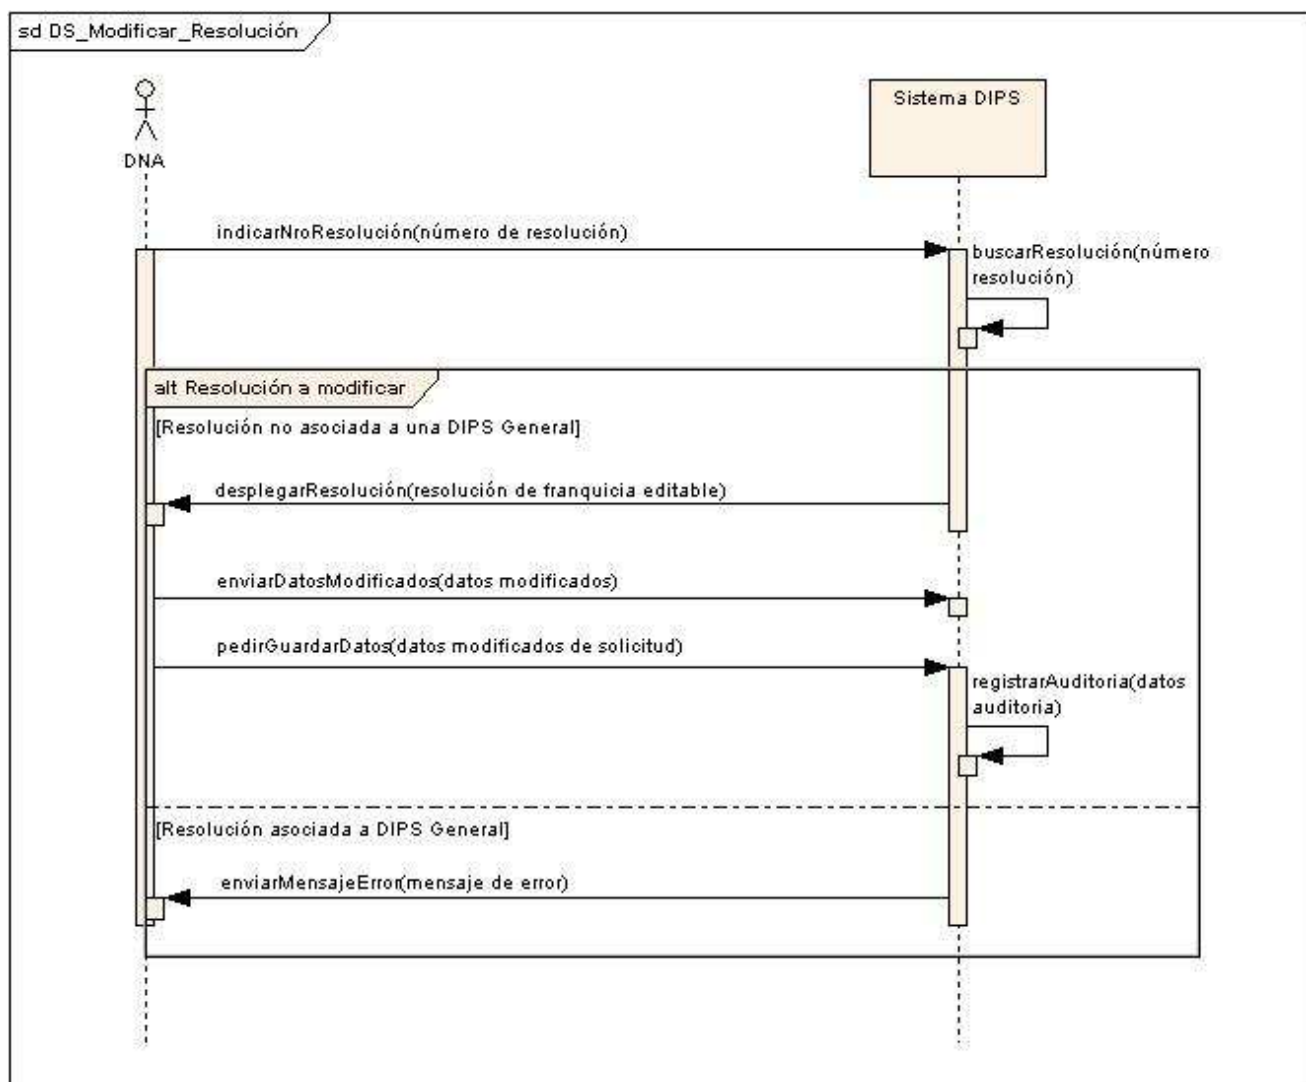 sd DS_Modificar_Resolución
DNA
Sistema DIPS
indicarNroResolución(número de resolución)
buscarResolución(número
resolución)
alt Resolución a modificar
[Resolución no asociada a una DIPS General]
desplegarResolución(resolución de franquicia editable)
enviarDatosModificados(datos modificados)
pedirGuardarDatos(datos modificados de solicitud)
registrarAuditoria(datos
auditoria)
[Resolución asociada a DIPS General]
enviarMensajeError(mensaje de error)